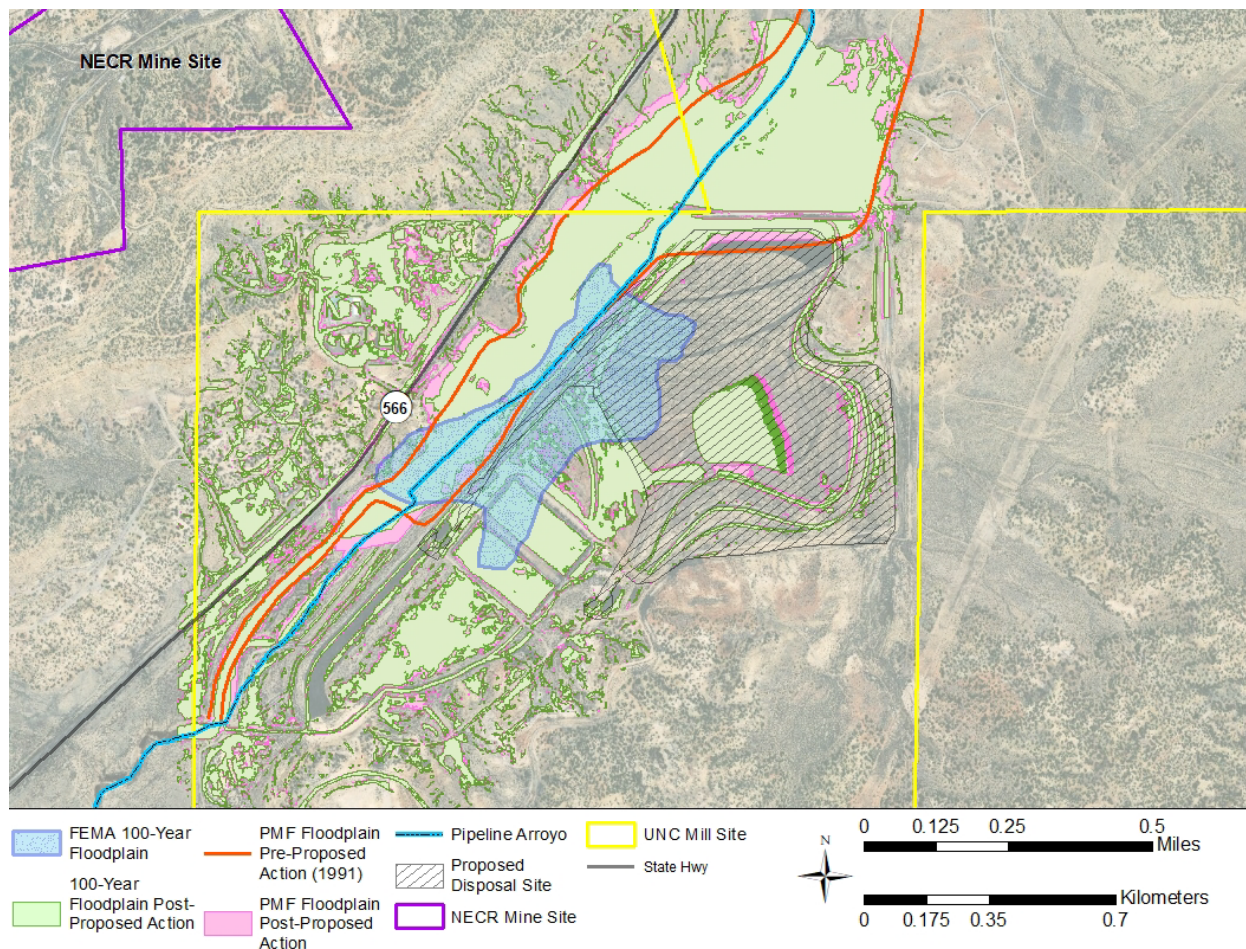 NECR Mine Site
566
FEMA 100-Year
Floodplain
100-Year
Floodplain Post-
Proposed Action
PMF Floodplain
Pre-Proposed
Action (1991)
PMF Floodplain
Post-Proposed
Action
Pipeline Arroyo
Proposed
Disposal Site
NECR Mine Site
UNC Mill Site
State Hwy
N
0 0.125 0.25 0.5
Miles
Kilometers
0 0.175 0.35 0.7